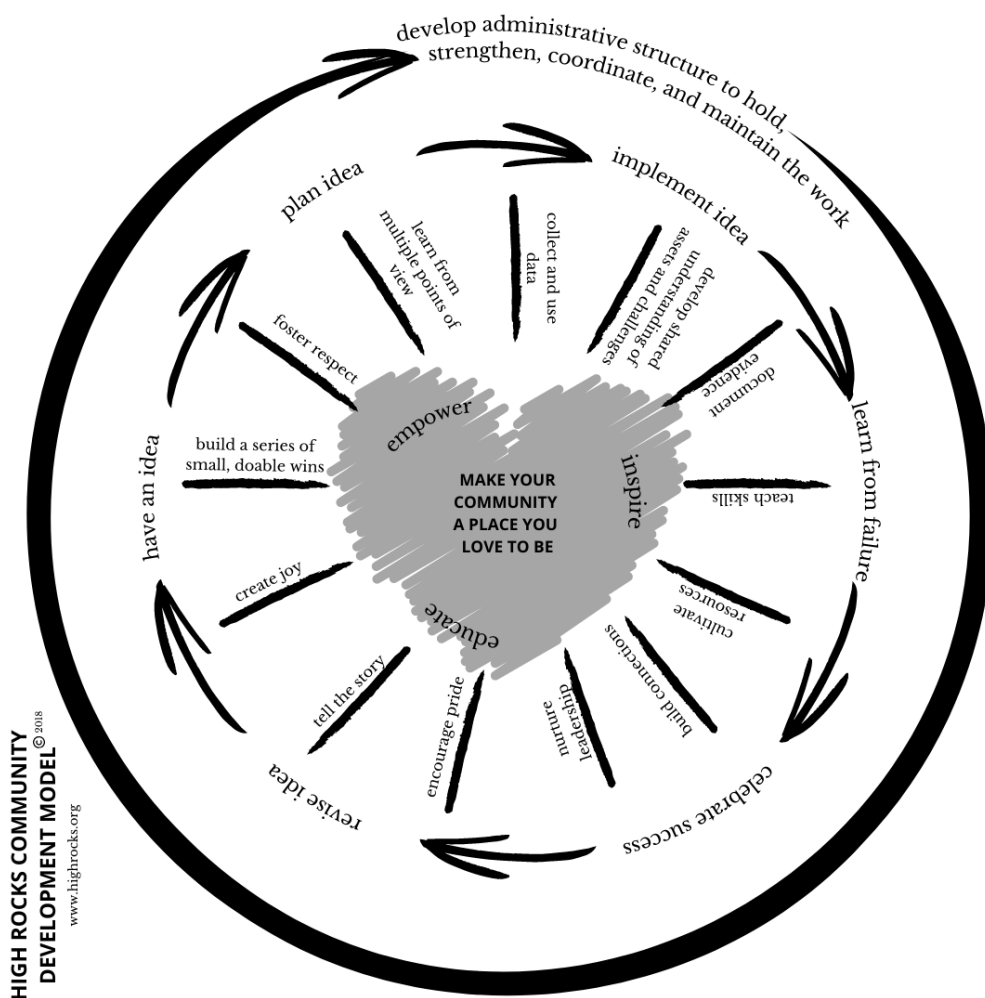 develop administrative structure to hold,
strengthen, coordinate, and maintain the work
plan idea
implement idea
learn from failure
celebrate success
revise idea
have an idea
foster respect
learn from
multiple points of
view
collect and use
data
develop shared
understanding of
assets and challenges
document
evidence
teach skills
cultivate
resources
build connections
nurture
leadership
encourage pride
tell the story
create joy
build a series of
small, doable wins
empower
inspire
educate
MAKE YOUR
COMMUNITY
A PLACE YOU
LOVE TO BE
HIGH ROCKS COMMUNITY
DEVELOPMENT MODEL © 2018
www.highrocks.org